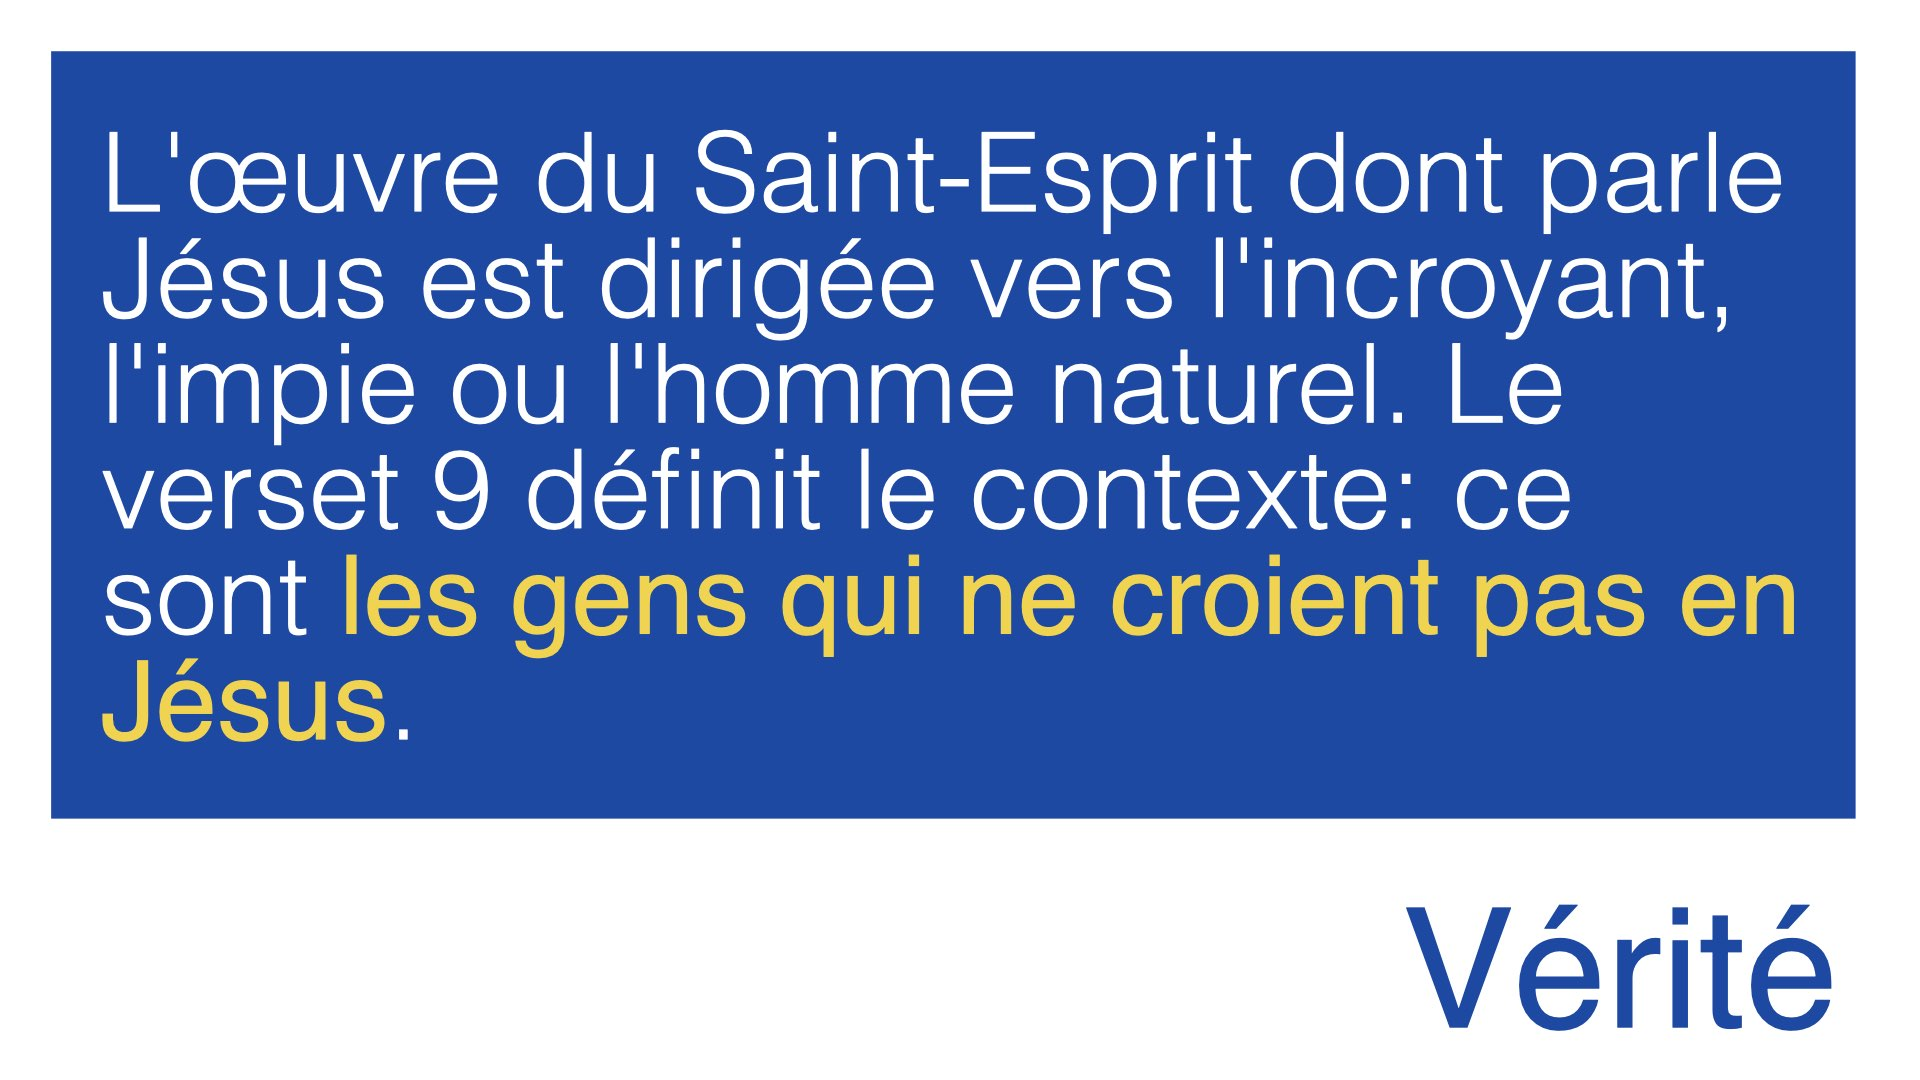 L'œuvre du Saint-Esprit dont parle
Jésus est dirigée vers l'incroyant,
l'impie ou l'homme naturel. Le
verset 9 définit le contexte: ce
sont les gens qui ne croient pas en
Jésus.
Vérité